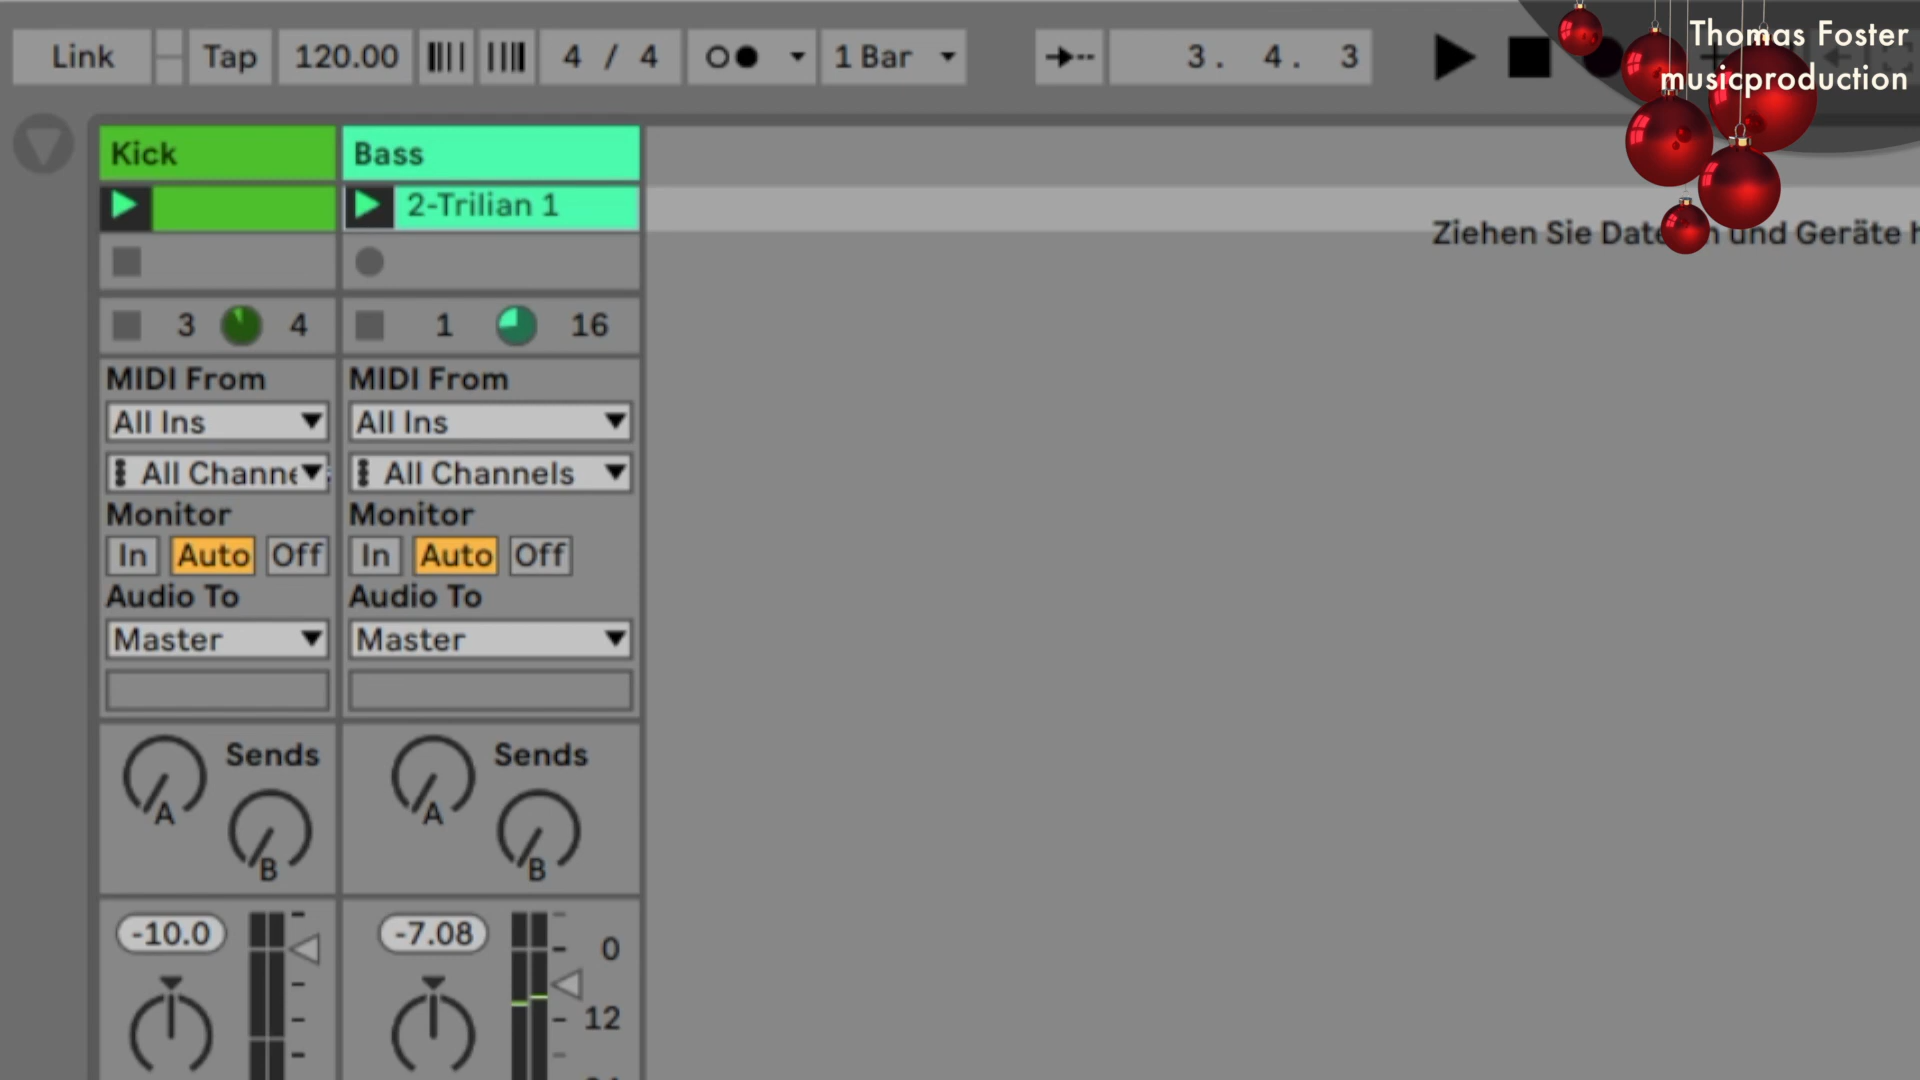 Link Tap 120.00 4 / 4 1 Bar 3. 4. 3
Thomas Foster
musicproduction
Kick Bass
2-Trilian 1
Ziehen Sie und Geräte
3 4 1 16
MIDI From MIDI From
All Ins All Ins
All Channels
Monitor Monitor
In Auto Off In Auto Off
Audio To Audio To
Master Master
Sends Sends
A A
B B
-10.0 -7.08 0
12